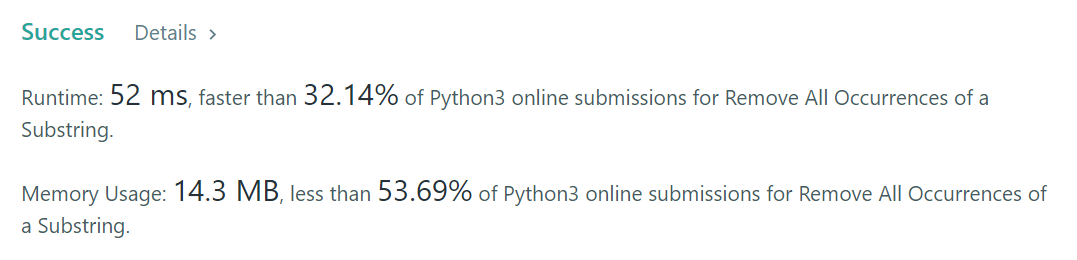 Success Details >
Runtime: 52 ms, faster than 32.14% of Python3 online submissions for Remove All Occurrences of a
Substring.
Memory Usage: 14.3 MB, less than 53.69% of Python3 online submissions for Remove All Occurrences of
a Substring.